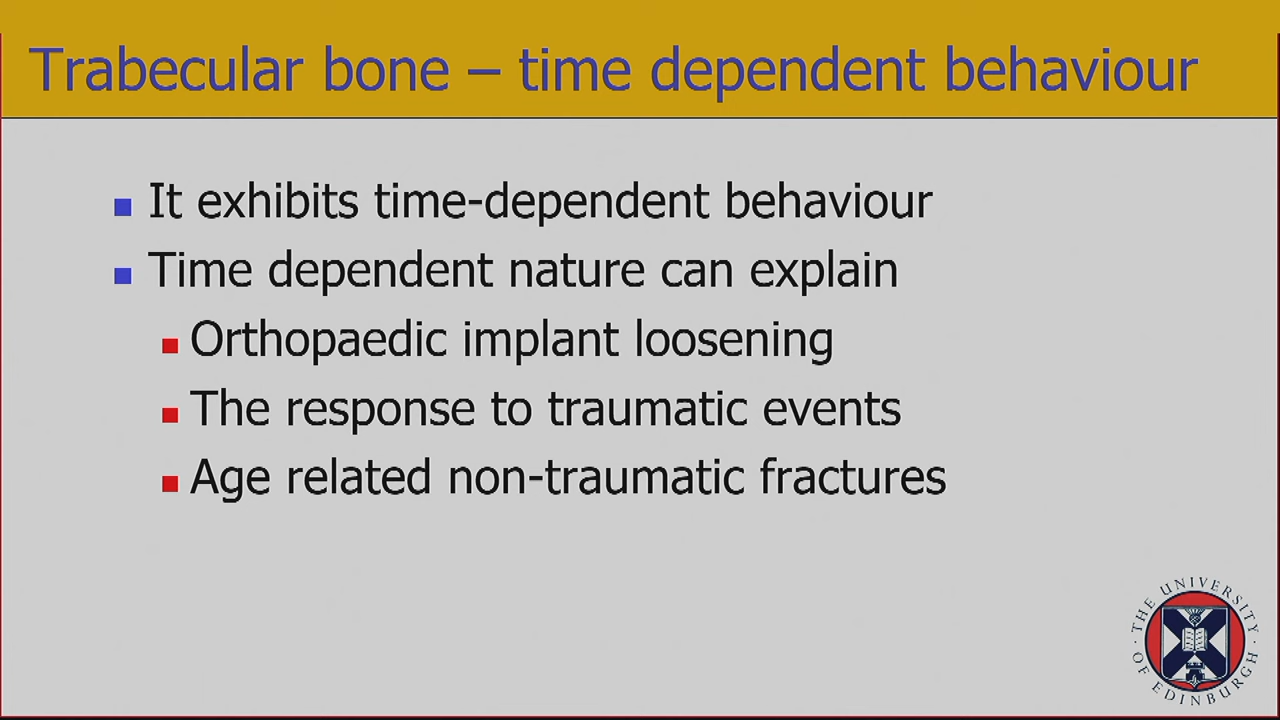 Trabecular bone – time dependent behaviour
It exhibits time-dependent behaviour
Time dependent nature can explain
Orthopaedic implant loosening
The response to traumatic events
Age related non-traumatic fractures
THE UNIVERSITY
OF EDINBURGH